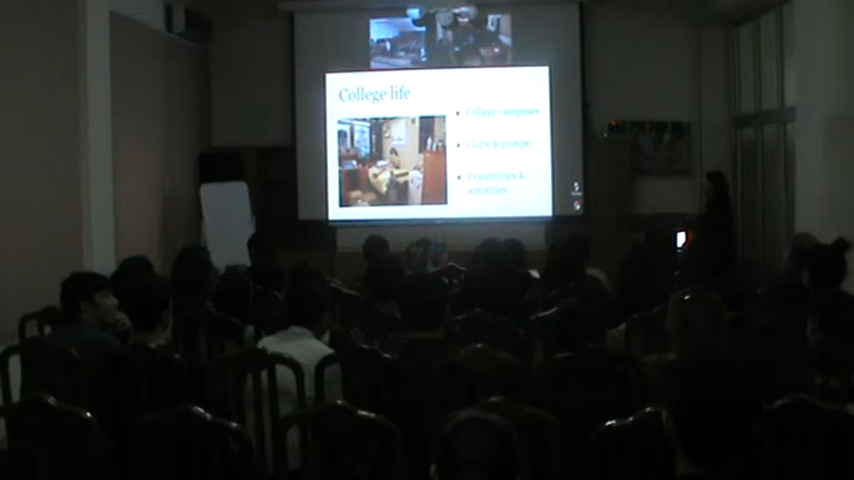 College life
College campuses
Clubs & groups
Fraternities &
sororities